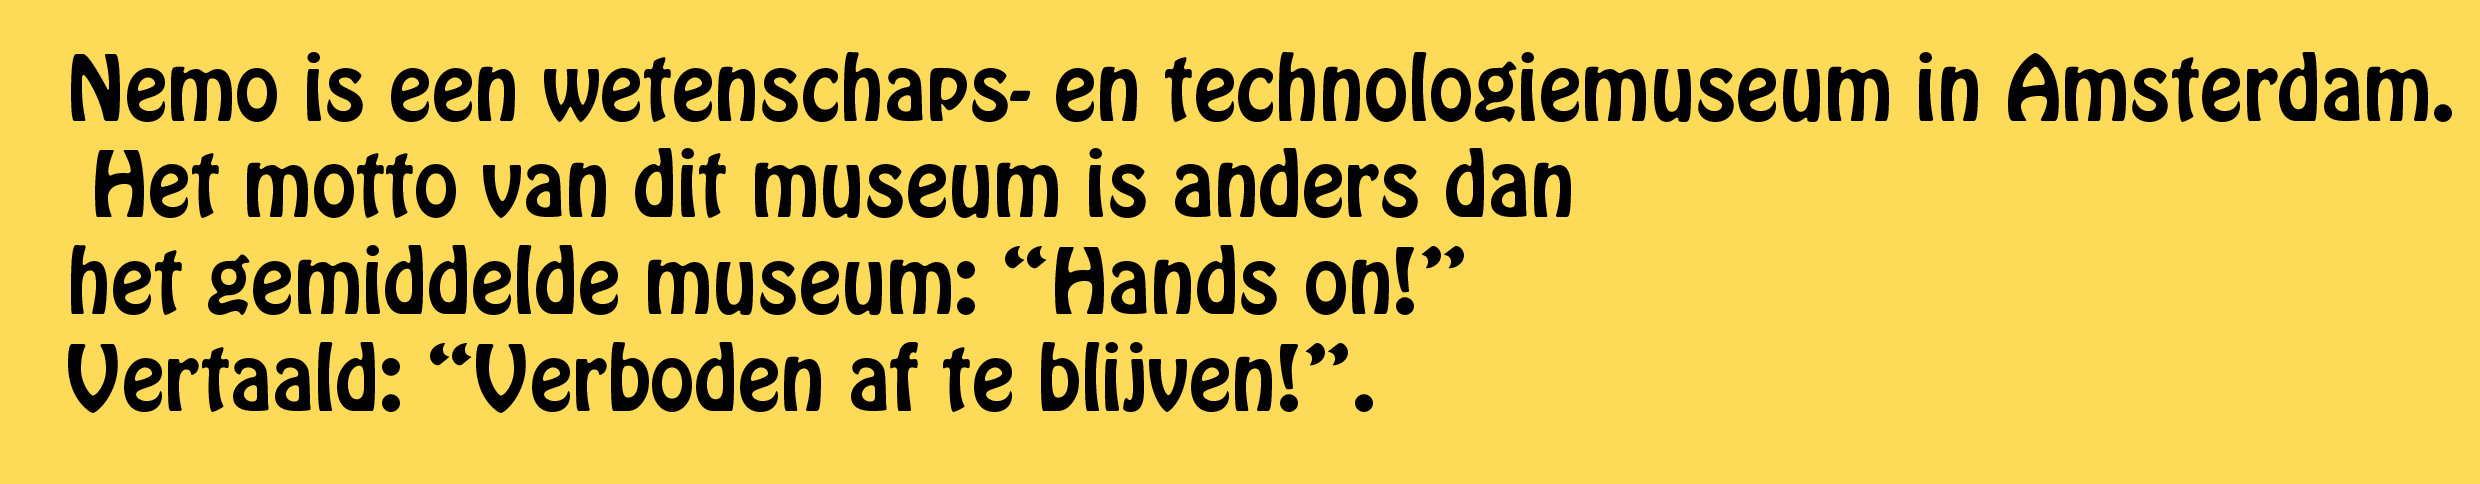 Nemo is een wetenschaps- en technologiemuseum in Amsterdam.
Het motto van dit museum is anders dan
het gemiddelde museum: “Hands on!”
Vertaald: “Verboden af te blijven!”.